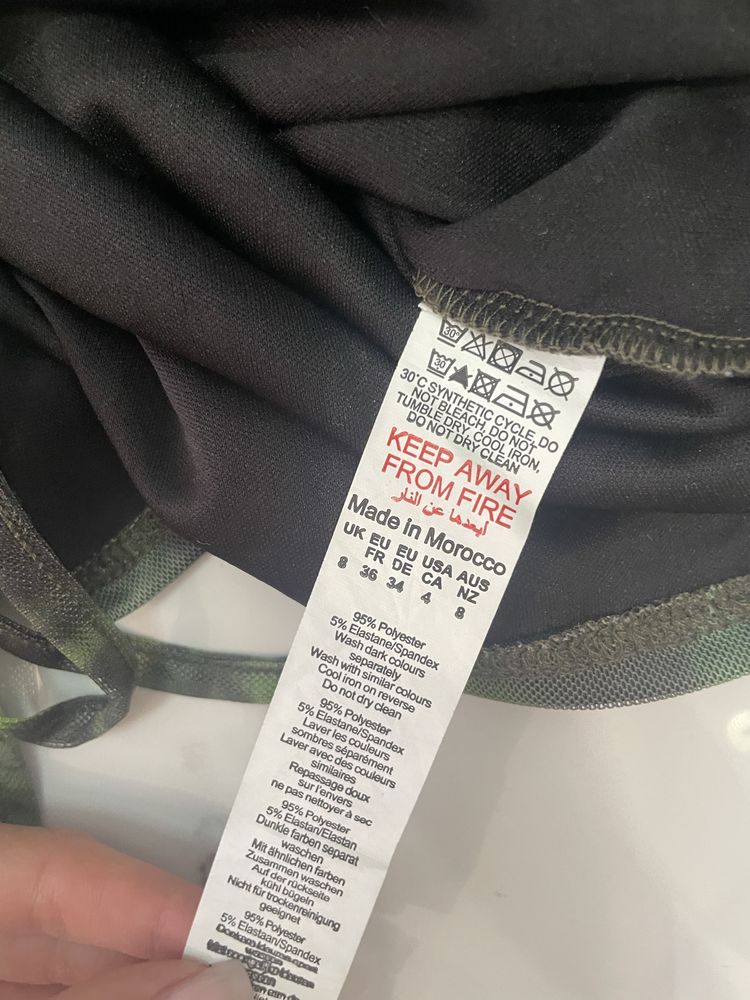 30°
30
30°C SYNTHETIC CYCLE, DO
NOT BLEACH, DO NOT
TUMBLE DRY, COOL IRON,
DO NOT DRY CLEAN
KEEP AWAY
FROM FIRE
أبعدها عن النار
Made in Morocco
UK EU EU USA AUS
FR DE CA NZ
8 36 34 4 8
95% Polyester
5% Elastane/Spandex
Wash dark colours
separately
Wash with similar colours
Cool iron on reverse
Do not dry clean
95% Polyester
5% Elastane/Spandex
Laver les couleurs
sombres séparément
Laver avec des couleurs
similaires
Repassage doux
sur l'envers
ne pas nettoyer à sec
95% Polyester
5% Elastan/Elastan
Dunkle farben separat
waschen
Mit ähnlichen farben
Zusammen waschen
Auf der rückseite
kühl bügeln
Nicht für trockenreinigung
geeignet
95% Polyester
5% Elastaan/Spandex